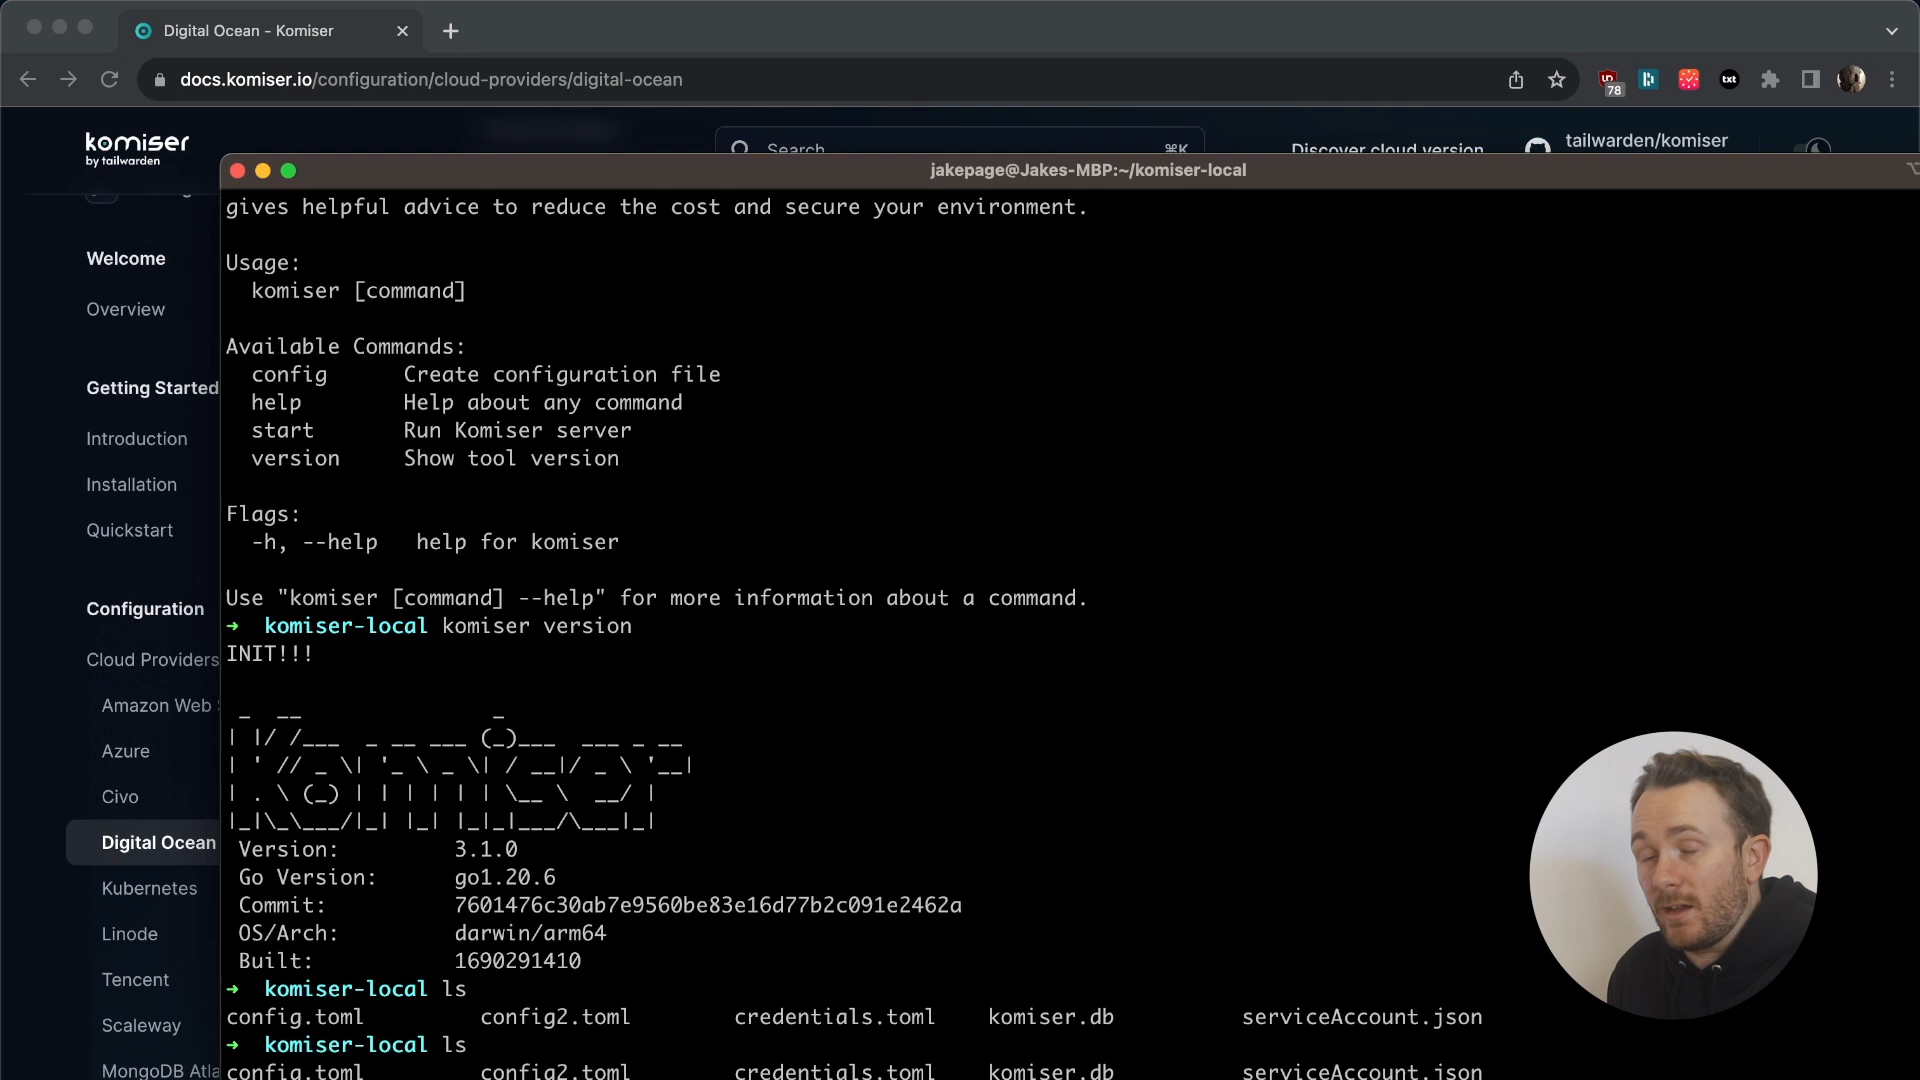 Digital Ocean - Komiser
docs.komiser.io/configuration/cloud-providers/digital-ocean
78
txt
komiser
by tailwarden
Search
⌘K
Discover cloud version
tailwarden/komiser
Welcome
Overview
Getting Started
Introduction
Installation
Quickstart
Configuration
Cloud Providers
Amazon Web
Azure
Civo
Digital Ocean
Kubernetes
Linode
Tencent
Scaleway
MongoDB Atla
jakepage@Jakes-MBP:~/komiser-local
gives helpful advice to reduce the cost and secure your environment.
Usage:
komiser [command]
Available Commands:
config Create configuration file
help Help about any command
start Run Komiser server
version Show tool version
Flags:
-h, --help help for komiser
Use "komiser [command] --help" for more information about a command.
→ komiser-local komiser version
INIT!!!
Komiser
Version: 3.1.0
Go Version: go1.20.6
Commit: 7601476c30ab7e9560be83e16d77b2c091e2462a
OS/Arch: darwin/arm64
Built: 1690291410
→ komiser-local ls
config.toml config2.toml credentials.toml komiser.db serviceAccount.json
→ komiser-local ls
config.toml config2.toml credentials.toml komiser.db serviceAccount.json